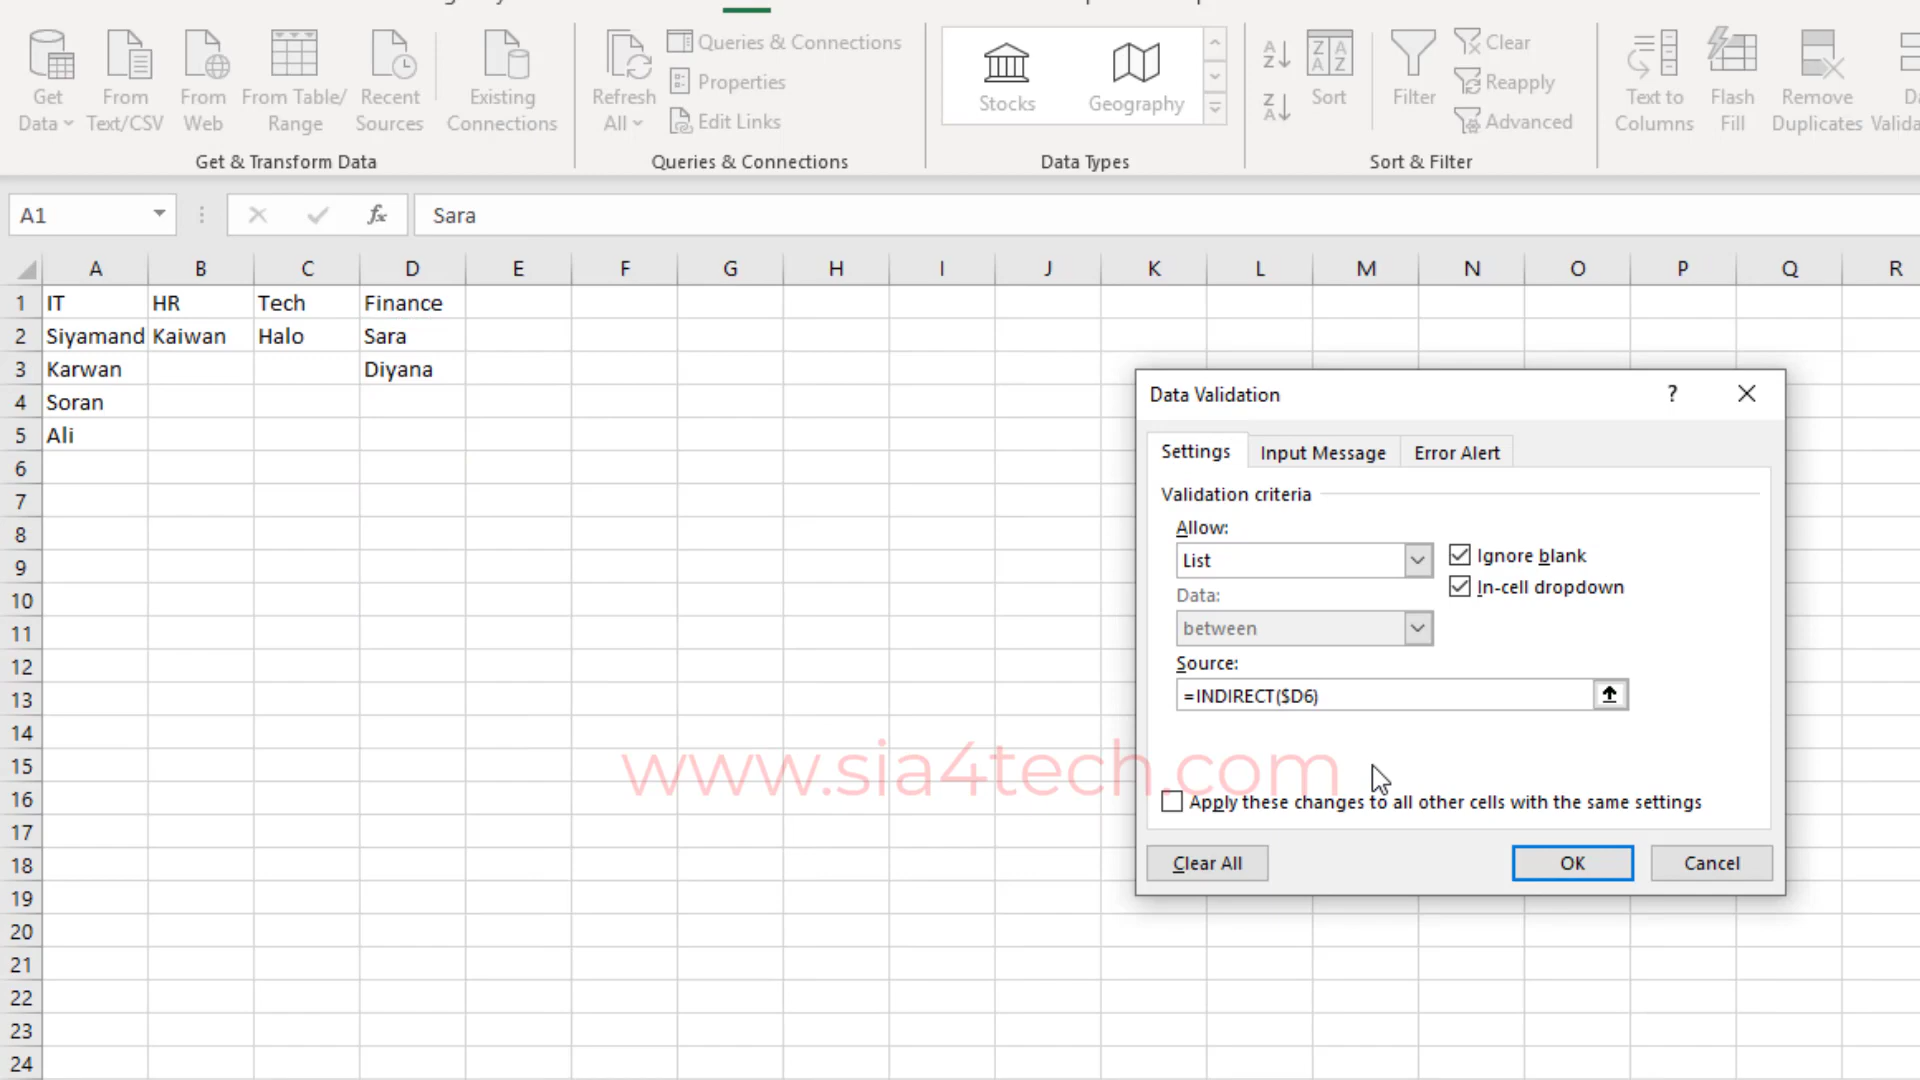 Get Data
From Text/CSV
From Web
From Table/ Range
Recent Sources
Existing Connections
Get & Transform Data
Refresh All
Queries & Connections
Properties
Edit Links
Queries & Connections
Stocks
Geography
Data Types
Sort
Filter
Clear
Reapply
Advanced
Sort & Filter
Text to Columns
Flash Fill
Remove Duplicates
A1
fx
Sara
A B C D E F G H I J K L M N O P Q R
1 IT HR Tech Finance
2 Siyamand Kaiwan Halo Sara
3 Karwan Diyana
4 Soran
5 Ali
6
7
8
9
10
11
12
13
14
15
16
17
18
19
20
21
22
23
24
Data Validation ?
Settings Input Message Error Alert
Validation criteria
Allow:
List
Ignore blank
In-cell dropdown
Data:
between
Source:
=INDIRECT($D6)
www.sia4tech.com
Apply these changes to all other cells with the same settings
Clear All OK Cancel